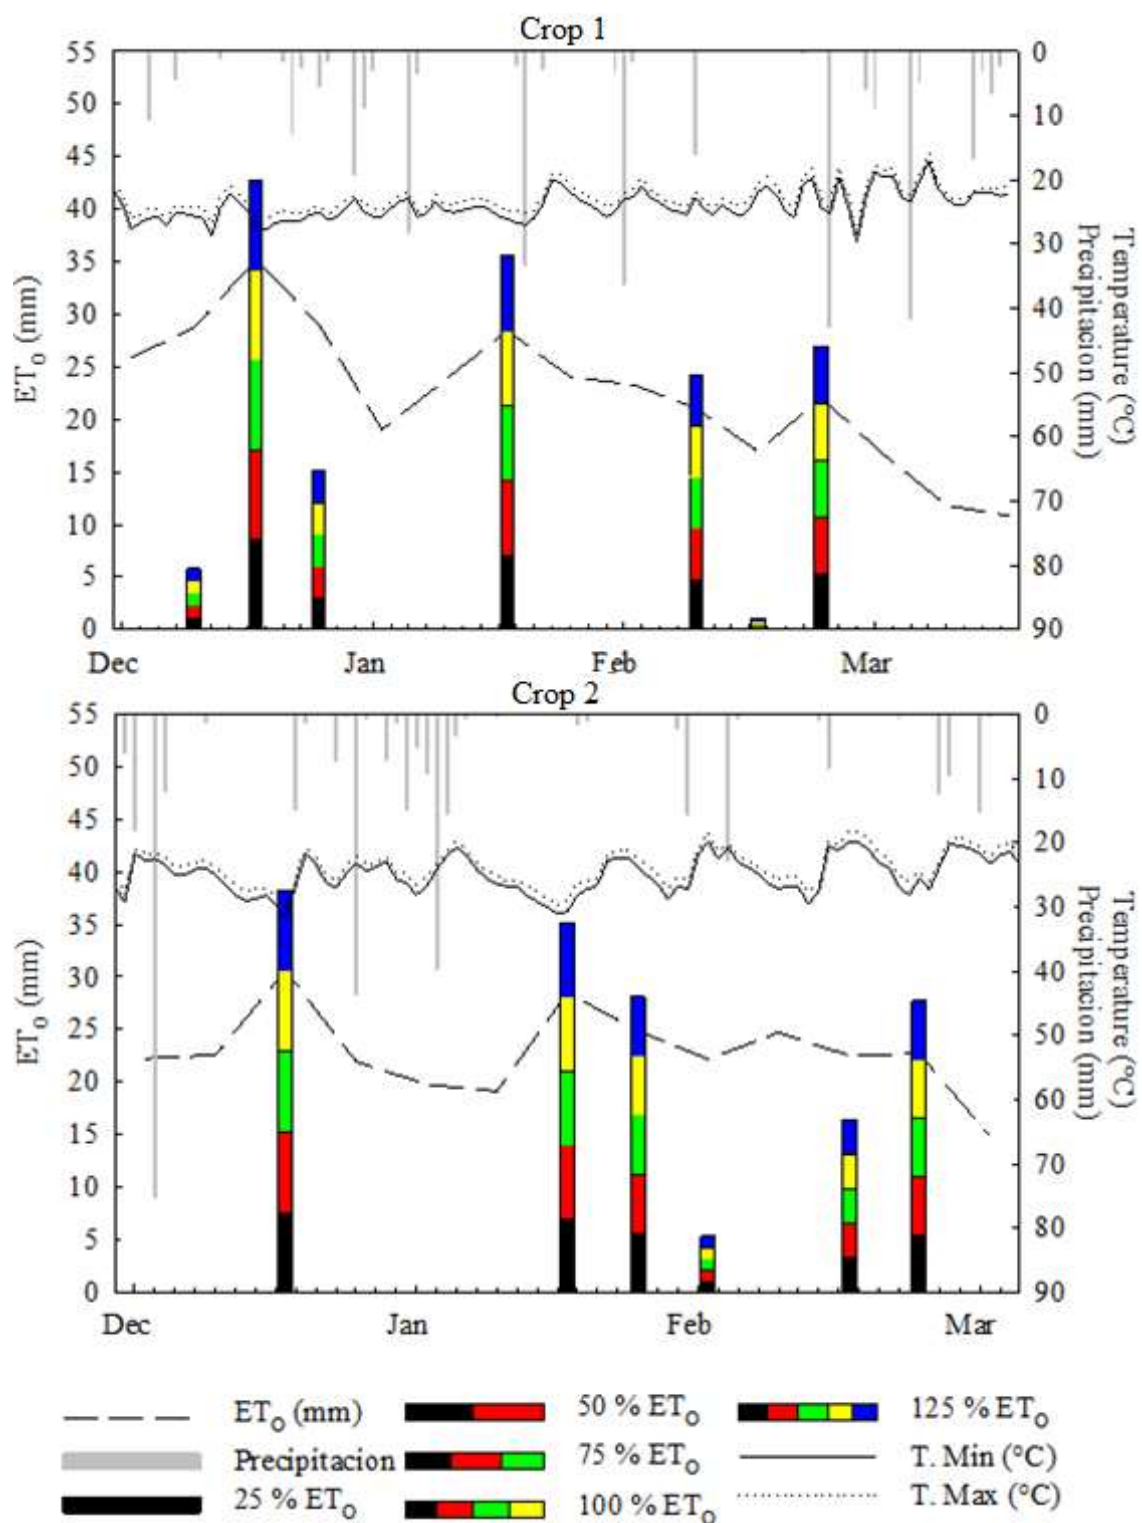 Crop 1
55 0
50 10
45 20
40 30
35 40
30 50
25 60
20 70
15 80
10 90
5
0
ET₀ (mm)
Temperature (°C)
Precipitacion (mm)
Dec Jan Feb Mar
Crop 2
55 0
50 10
45 20
40 30
35 40
30 50
25 60
20 70
15 80
10 90
5
0
ET₀ (mm)
Temperature (°C)
Precipitacion (mm)
Dec Jan Feb Mar
ET₀ (mm) 50 % ET₀ 125 % ET₀
Precipitacion 75 % ET₀ T. Min (°C)
25 % ET₀ 100 % ET₀ T. Max (°C)